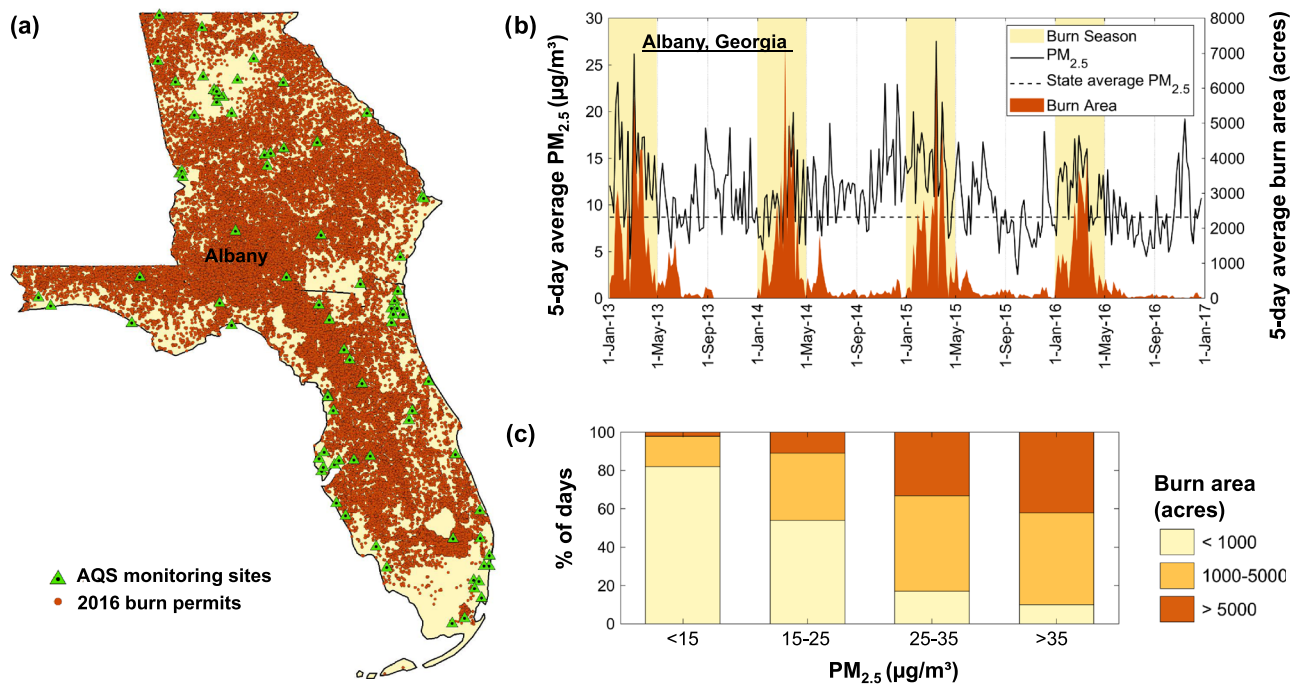 (a)
Albany
AQS monitoring sites
2016 burn permits
(b)
Albany, Georgia
5-day average PM2.5 (µg/m³)
30
25
20
15
10
5
0
Burn Season
PM2.5
State average PM2.5
Burn Area
8000
7000
6000
5000
4000
3000
2000
1000
0
5-day average burn area (acres)
1-Jan-13
1-May-13
1-Sep-13
1-Jan-14
1-May-14
1-Sep-14
1-Jan-15
1-May-15
1-Sep-15
1-Jan-16
1-May-16
1-Sep-16
1-Jan-17
(c)
% of days
100
80
60
40
20
0
<15
15-25
25-35
>35
PM2.5 (µg/m³)
Burn area
(acres)
< 1000
1000-5000
> 5000